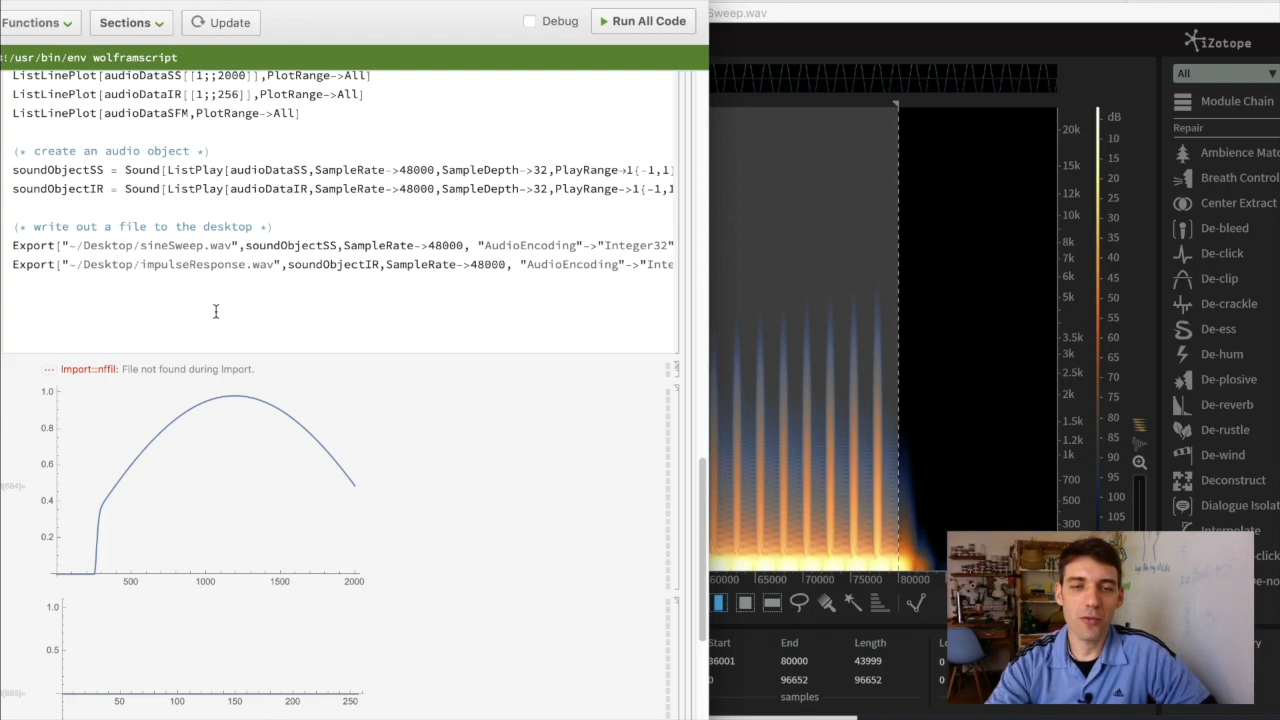 Functions
Sections
Update
Debug
Run All Code
!/usr/bin/env wolframscript
ListLinePlot[audioDataSS[[1;;2000]],PlotRange->All]
ListLinePlot[audioDataIR[[1;;256]],PlotRange->All]
ListLinePlot[audioDataSFM,PlotRange->All]
(* create an audio object *)
soundObjectSS = Sound[ListPlay[audioDataSS,SampleRate->48000,SampleDepth->32,PlayRange->1{-1,1]
soundObjectIR = Sound[ListPlay[audioDataIR,SampleRate->48000,SampleDepth->32,PlayRange->1{-1,1
(* write out a file to the desktop *)
Export["~/Desktop/sineSweep.wav",soundObjectSS,SampleRate->48000, "AudioEncoding"->"Integer32"
Export["~/Desktop/impulseResponse.wav",soundObjectIR,SampleRate->48000, "AudioEncoding"->"Inte
... Import::nffil: File not found during Import.
1.0
0.8
0.6
0.4
0.2
500 1000 1500 2000
1.0
0.5
50 100 150 200 250
Sweep.wav
iZotope
dB
20k
15k
12k
10k
8k
7k
6k
5k
3.5k
3k
2.5k
2k
1.5k
1.2k
1k
700
500
300
10
15
20
25
30
35
40
45
50
55
60
65
70
75
80
85
90
95
100
105
60000 65000 70000 75000 80000
Start End Length
36001 80000 43999 0
0 96652 96652 0
samples
All
Module Chain
Repair
Ambience Matc
Breath Control
Center Extract
De-bleed
De-click
De-clip
De-crackle
De-ess
De-hum
De-plosive
De-reverb
De-rustle
De-wind
Deconstruct
Dialogue Isolat